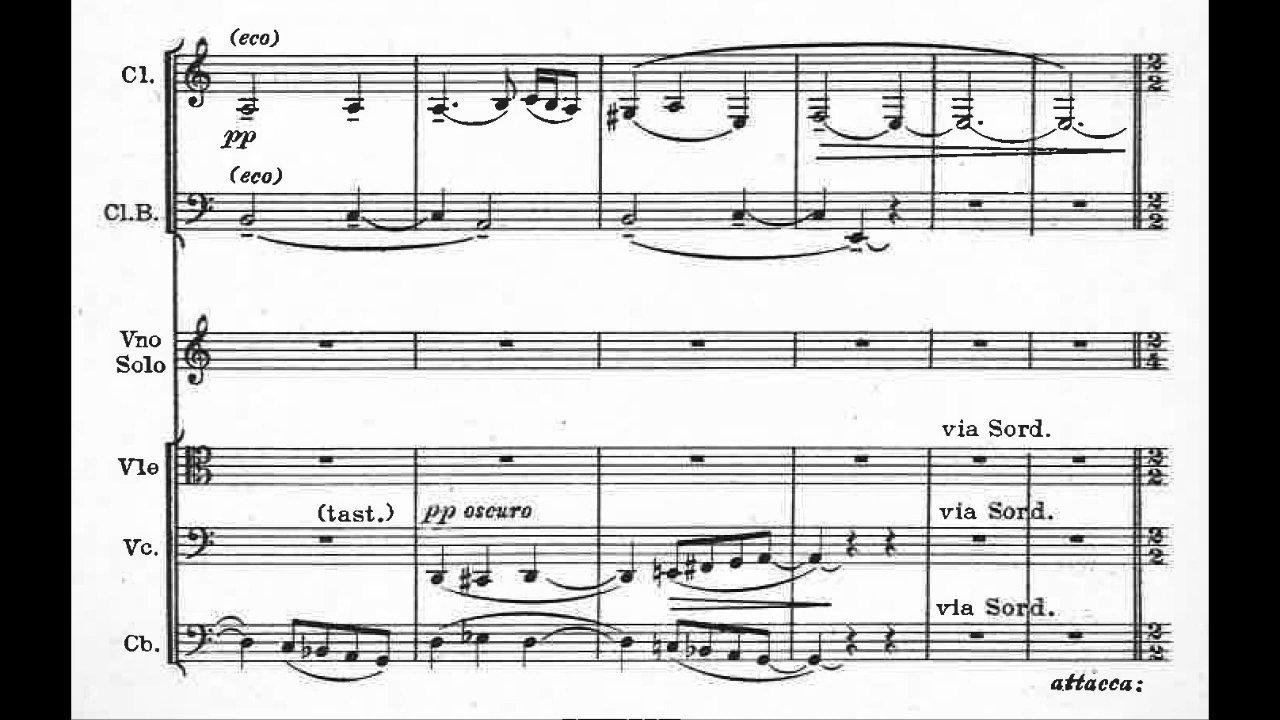 (eco)
Cl.
pp
(eco)
Cl.B.
Vno
Solo
via Sord.
Vle
(tast.) pp oscuro via Sord.
Vc.
via Sord.
Cb.
attacca: